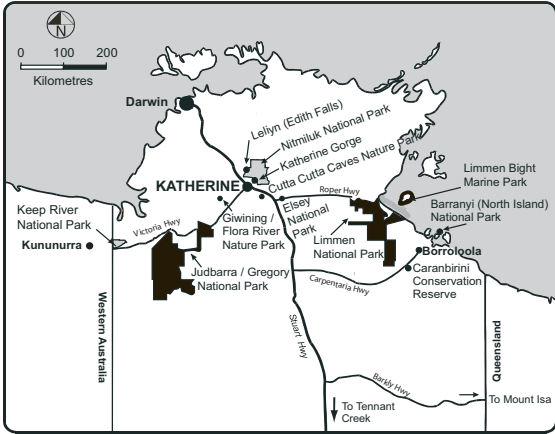 N
0 100 200
Kilometres
Darwin
Leliyn (Edith Falls)
Nitmiluk National Park
Katherine Gorge
Cutta Cutta Caves Nature Park
KATHERINE
Roper Hwy
Limmen Bight
Marine Park
Barranyi (North Island)
National Park
Keep River
National Park
Kununurra
Victoria Hwy
Giwining /
Flora River
Nature Park
Elsey
National
Park
Limmen
National Park
Borroloola
Judbarra / Gregory
National Park
Carpentaria Hwy
Caranbirini
Conservation
Reserve
Western Australia
Stuart Hwy
Queensland
Barkly Hwy
To Mount Isa
To Tennant
Creek